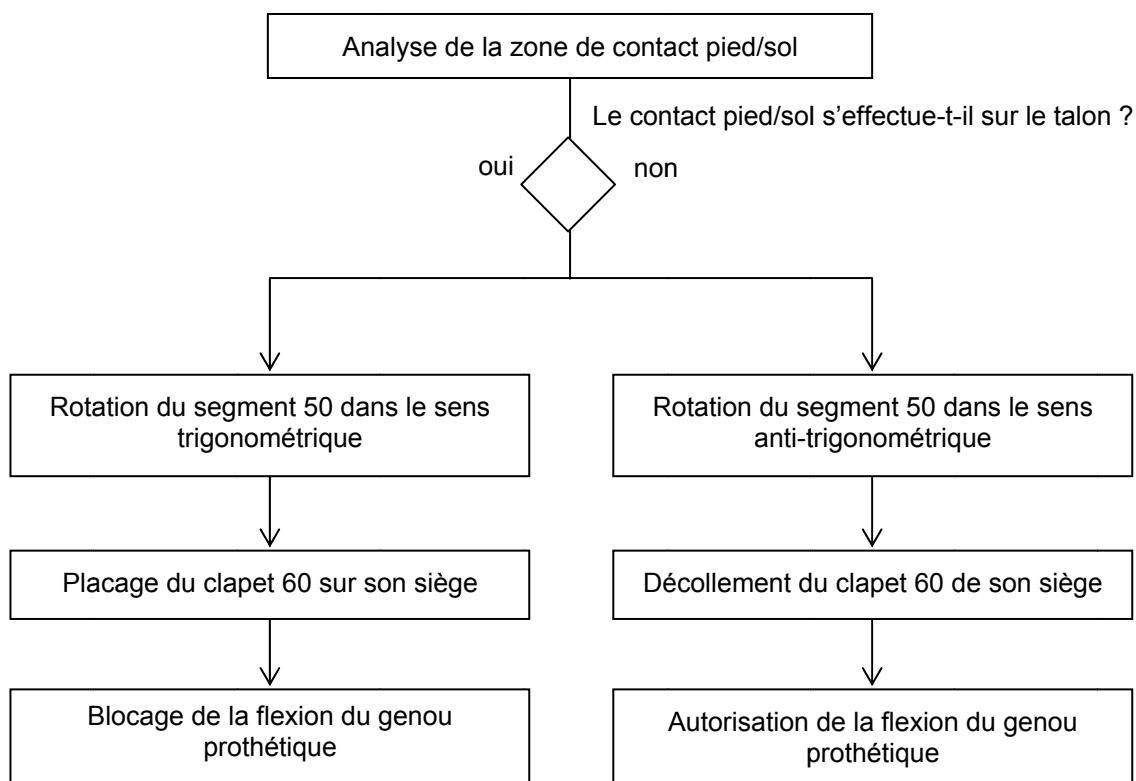 Analyse de la zone de contact pied/sol
Le contact pied/sol s’effectue-t-il sur le talon ?
oui
non
Rotation du segment 50 dans le sens
trigonométrique
Rotation du segment 50 dans le sens
anti-trigonométrique
Placage du clapet 60 sur son siège
Décollement du clapet 60 de son siège
Blocage de la flexion du genou
prothétique
Autorisation de la flexion du genou
prothétique